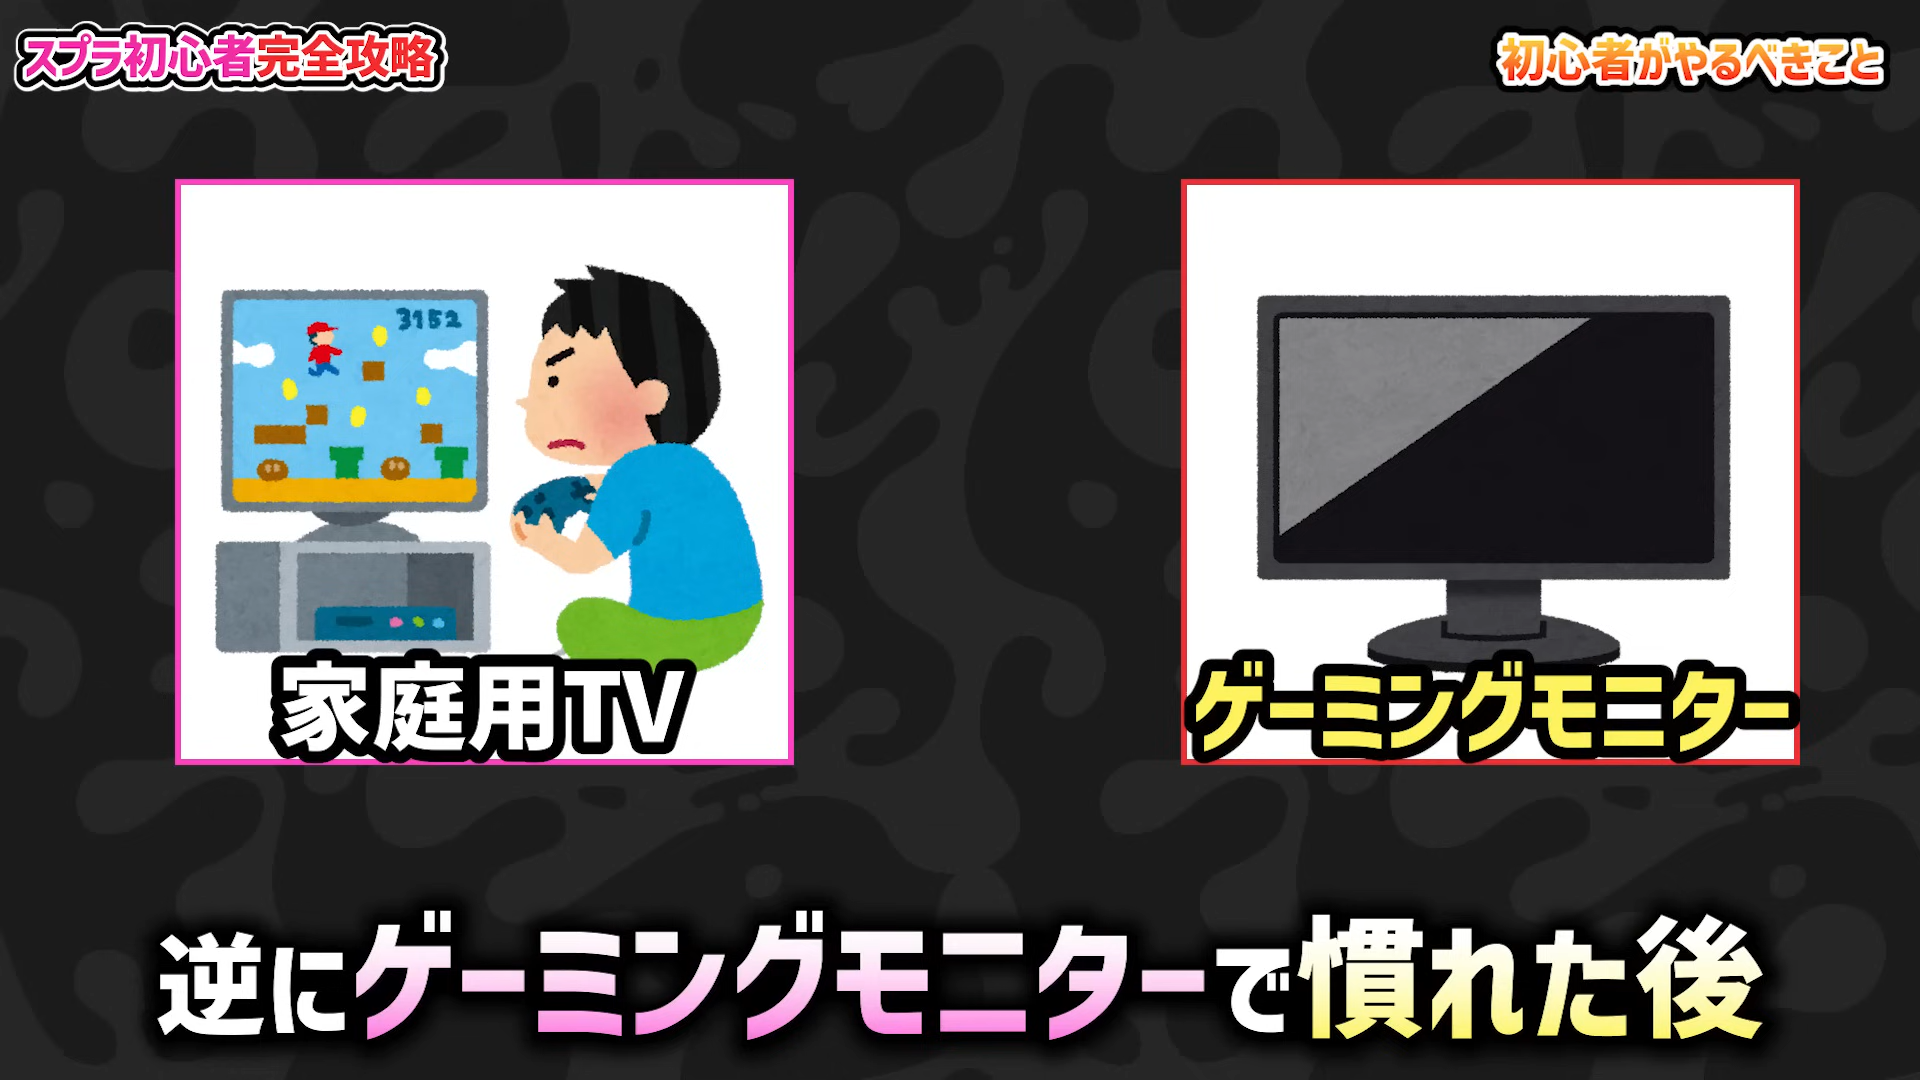 スプラ初心者完全攻略
初心者がやるべきこと
3152
家庭用TV
ゲーミングモニター
逆にゲーミングモニターで慣れた後